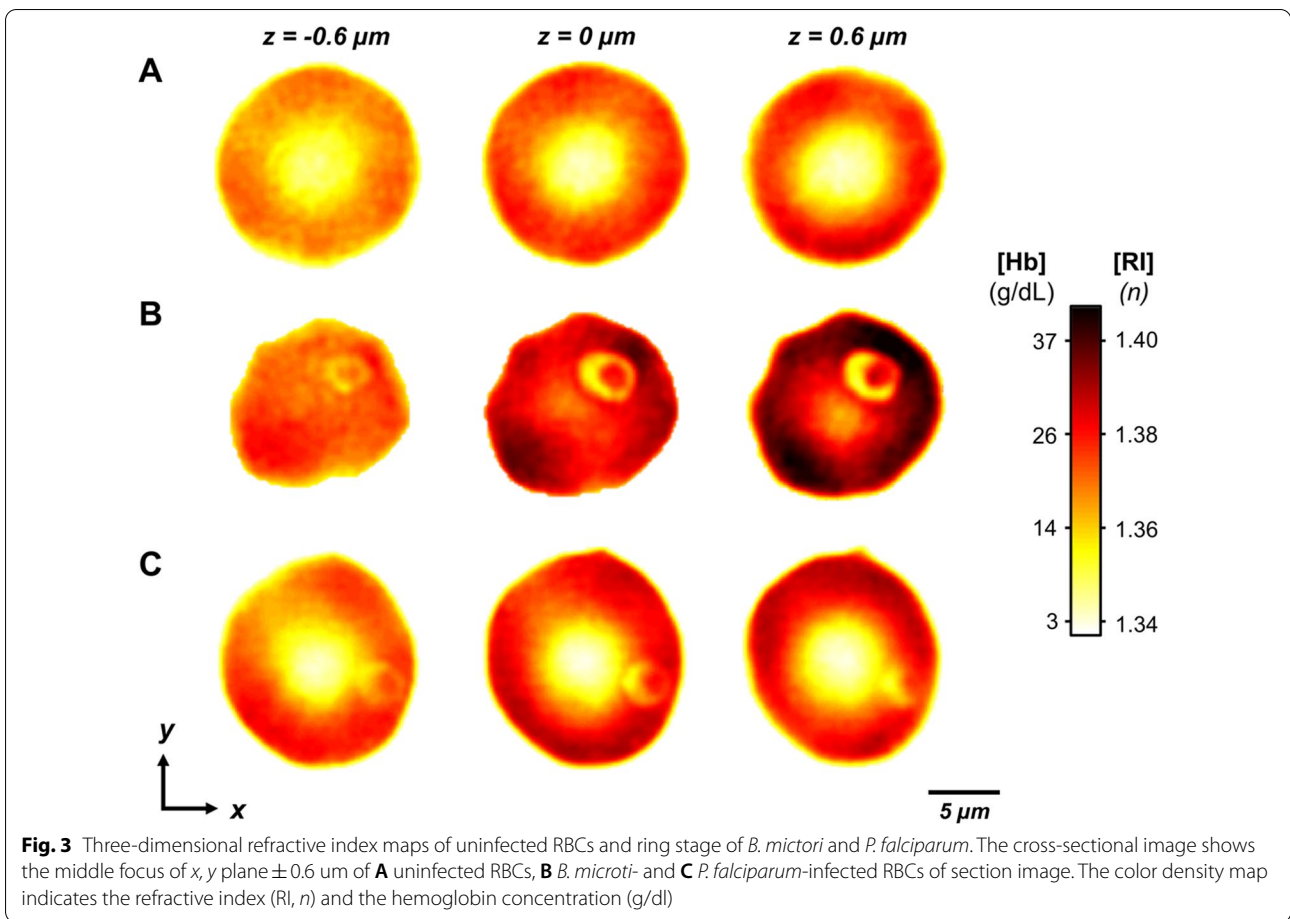 z = -0.6 µm z = 0 µm z = 0.6 µm
A
B
C
[Hb] [RI]
(g/dL) (n)
37 1.40
26 1.38
14 1.36
3 1.34
y
x
5 µm
Fig. 3 Three-dimensional refractive index maps of uninfected RBCs and ring stage of B. mictori and P. falciparum. The cross-sectional image shows
the middle focus of x, y plane ± 0.6 um of A uninfected RBCs, B B. microti- and C P. falciparum-infected RBCs of section image. The color density map
indicates the refractive index (RI, n) and the hemoglobin concentration (g/dl)